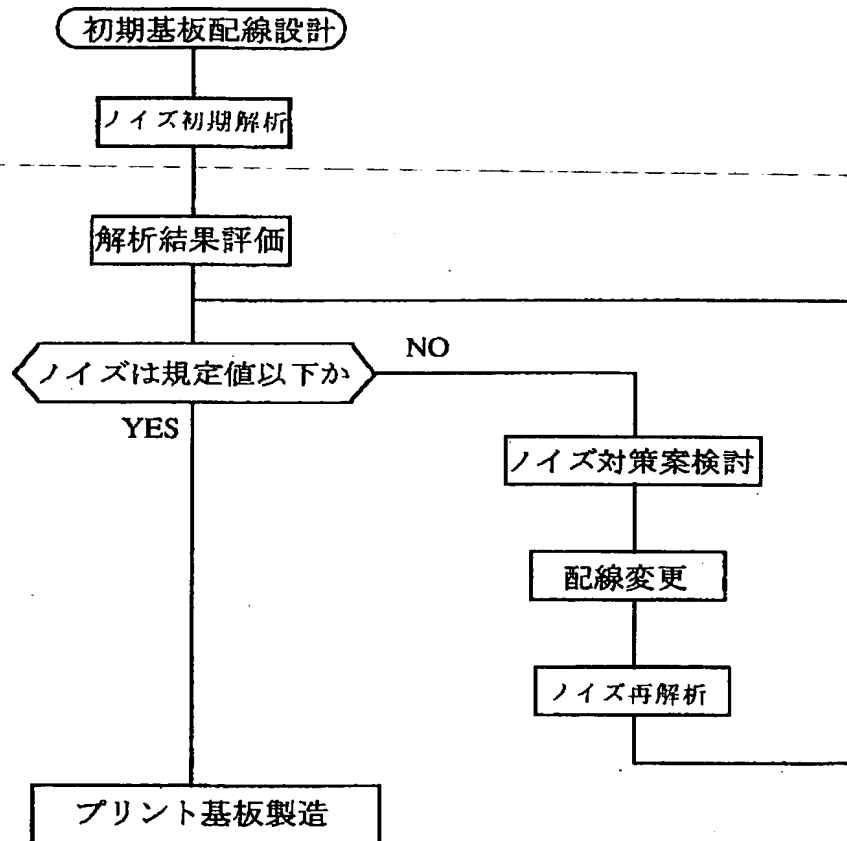 初期基板配線設計
ノイズ初期解析
解析結果評価
ノイズは規定値以下か
NO
YES
ノイズ対策案検討
配線変更
ノイズ再解析
プリント基板製造